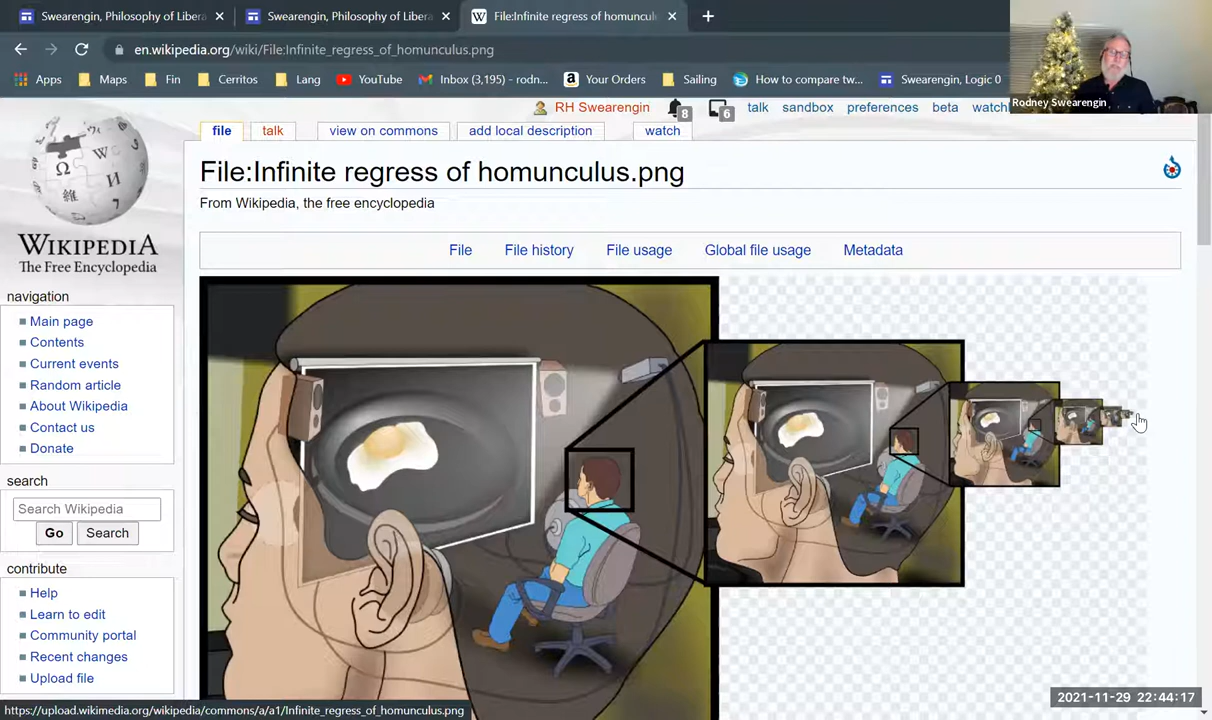 Swearengin, Philosophy of Libera
Swearengin, Philosophy of Libera
File:Infinite regress of homuncul
en.wikipedia.org/wiki/File:Infinite_regress_of_homunculus.png
Apps Maps Fin Cerritos Lang YouTube Inbox (3,195) - rodn... Your Orders Sailing How to compare tw... Swearengin, Logic 0
Rodney Swearengin
RH Swearengin 8 6 talk sandbox preferences beta watch
file talk view on commons add local description watch
File:Infinite regress of homunculus.png
From Wikipedia, the free encyclopedia
File File history File usage Global file usage Metadata
WIKIPEDIA
The Free Encyclopedia
navigation
Main page
Contents
Current events
Random article
About Wikipedia
Contact us
Donate
search
Search Wikipedia
Go Search
contribute
Help
Learn to edit
Community portal
Recent changes
Upload file
https://upload.wikimedia.org/wikipedia/commons/a/a1/Infinite_regress_of_homunculus.png
2021-11-29 22:44:17